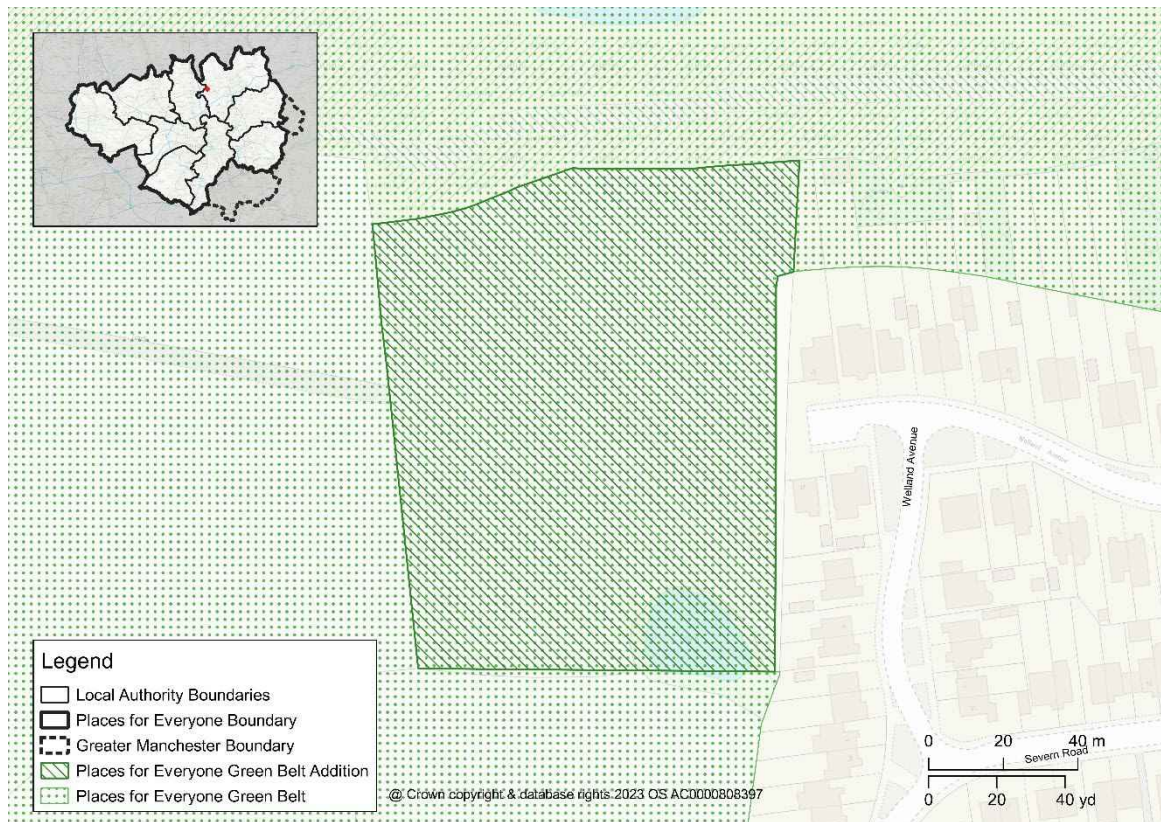 Welland Avenue
Welland Avenue
Legend
Local Authority Boundaries
Places for Everyone Boundary
Greater Manchester Boundary
Places for Everyone Green Belt Addition
Places for Everyone Green Belt
@ Crown copyright & database rights 2023 OS AC0000808397
0 20 40 m
Severn Road
0 20 40 yd